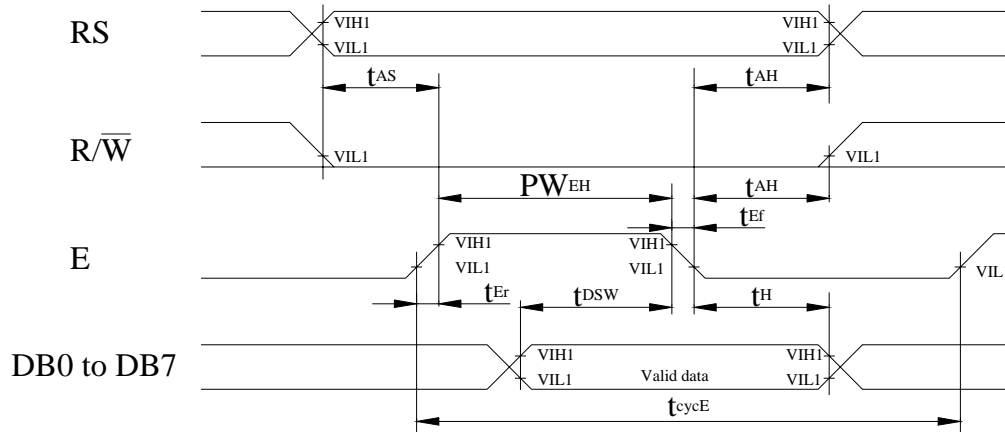 RS
VIH1
VIL1
VIH1
VIL1
tAS
tAH
R/W̅
VIL1
VIL1
PWEH
tAH
tEf
E
VIH1
VIL1
VIH1
VIL1
VIL
tEr
tDSW
tH
DB0 to DB7
VIH1
VIL1
Valid data
VIH1
VIL1
tcycE